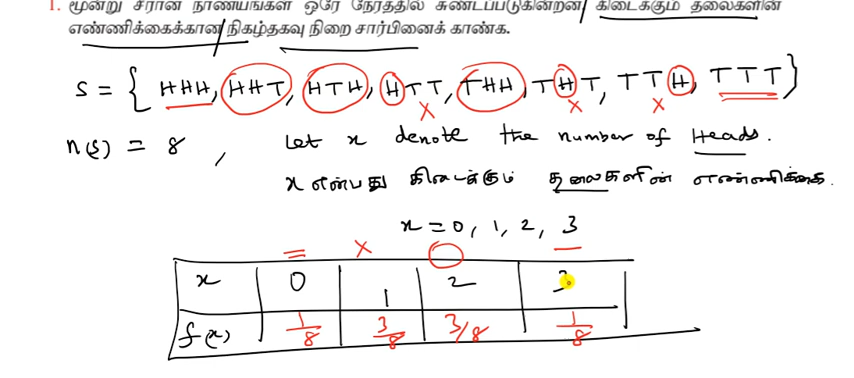 1. மூன்று சீரான நாணயங்கள் ஒரே நேரத்தில் சுண்டப்படுகின்றன / கிடைக்கும் தலைகளின்
எண்ணிக்கைக்கான நிகழ்தகவு நிறை சார்பினைக் காண்க.
S = { HHH, HHT, HTH, HTT, THH, THT, TTH, TTT }
n(s) = 8 , Let x denote the number of Heads.
x என்பது கிடைக்கும் தலைகளின் எண்ணிக்கை.
x = 0, 1, 2, 3
x 0 1 2 3
f(x) 1/8 3/8 3/8 1/8